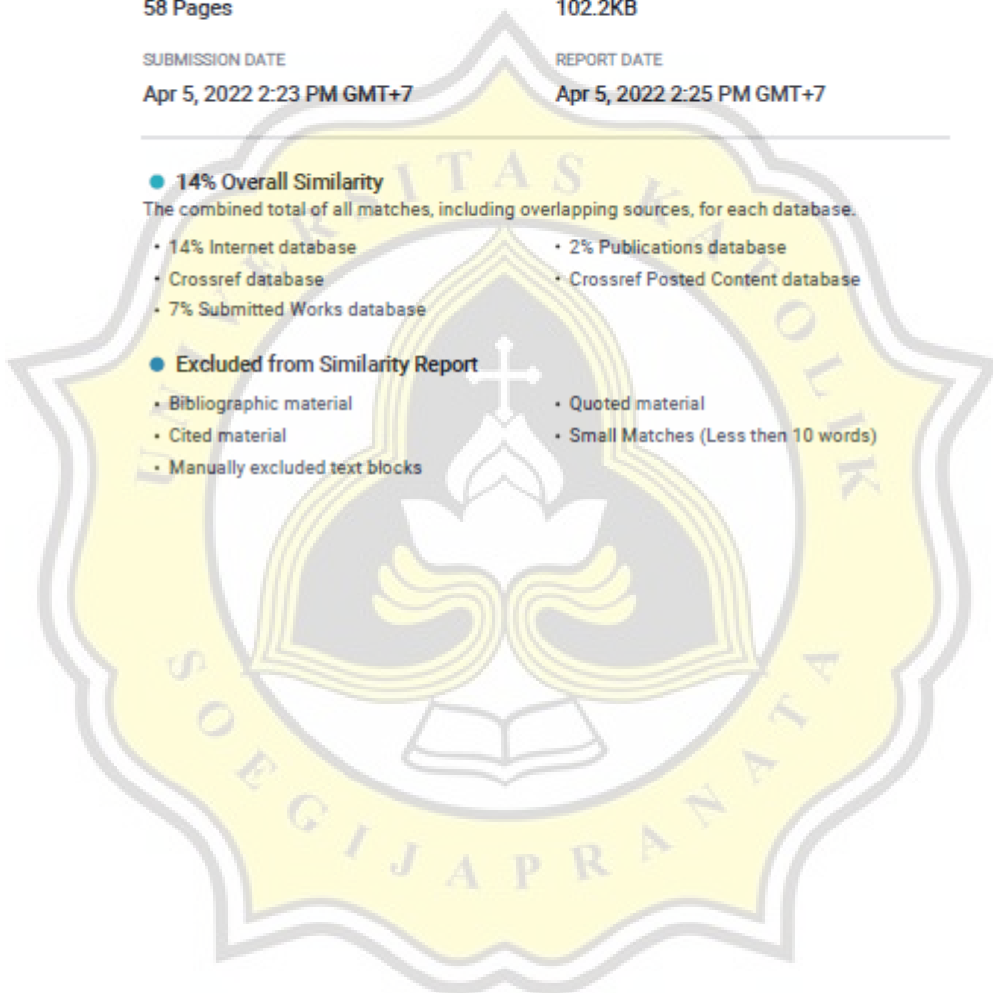 58 Pages 102.2KB
SUBMISSION DATE REPORT DATE
Apr 5, 2022 2:23 PM GMT+7 Apr 5, 2022 2:25 PM GMT+7
● 14% Overall Similarity
The combined total of all matches, including overlapping sources, for each database.
• 14% Internet database • 2% Publications database
• Crossref database • Crossref Posted Content database
• 7% Submitted Works database
● Excluded from Similarity Report
• Bibliographic material • Quoted material
• Cited material • Small Matches (Less then 10 words)
• Manually excluded text blocks
UNIVERSITAS KATOLIK
SOEGIJAPRANATA